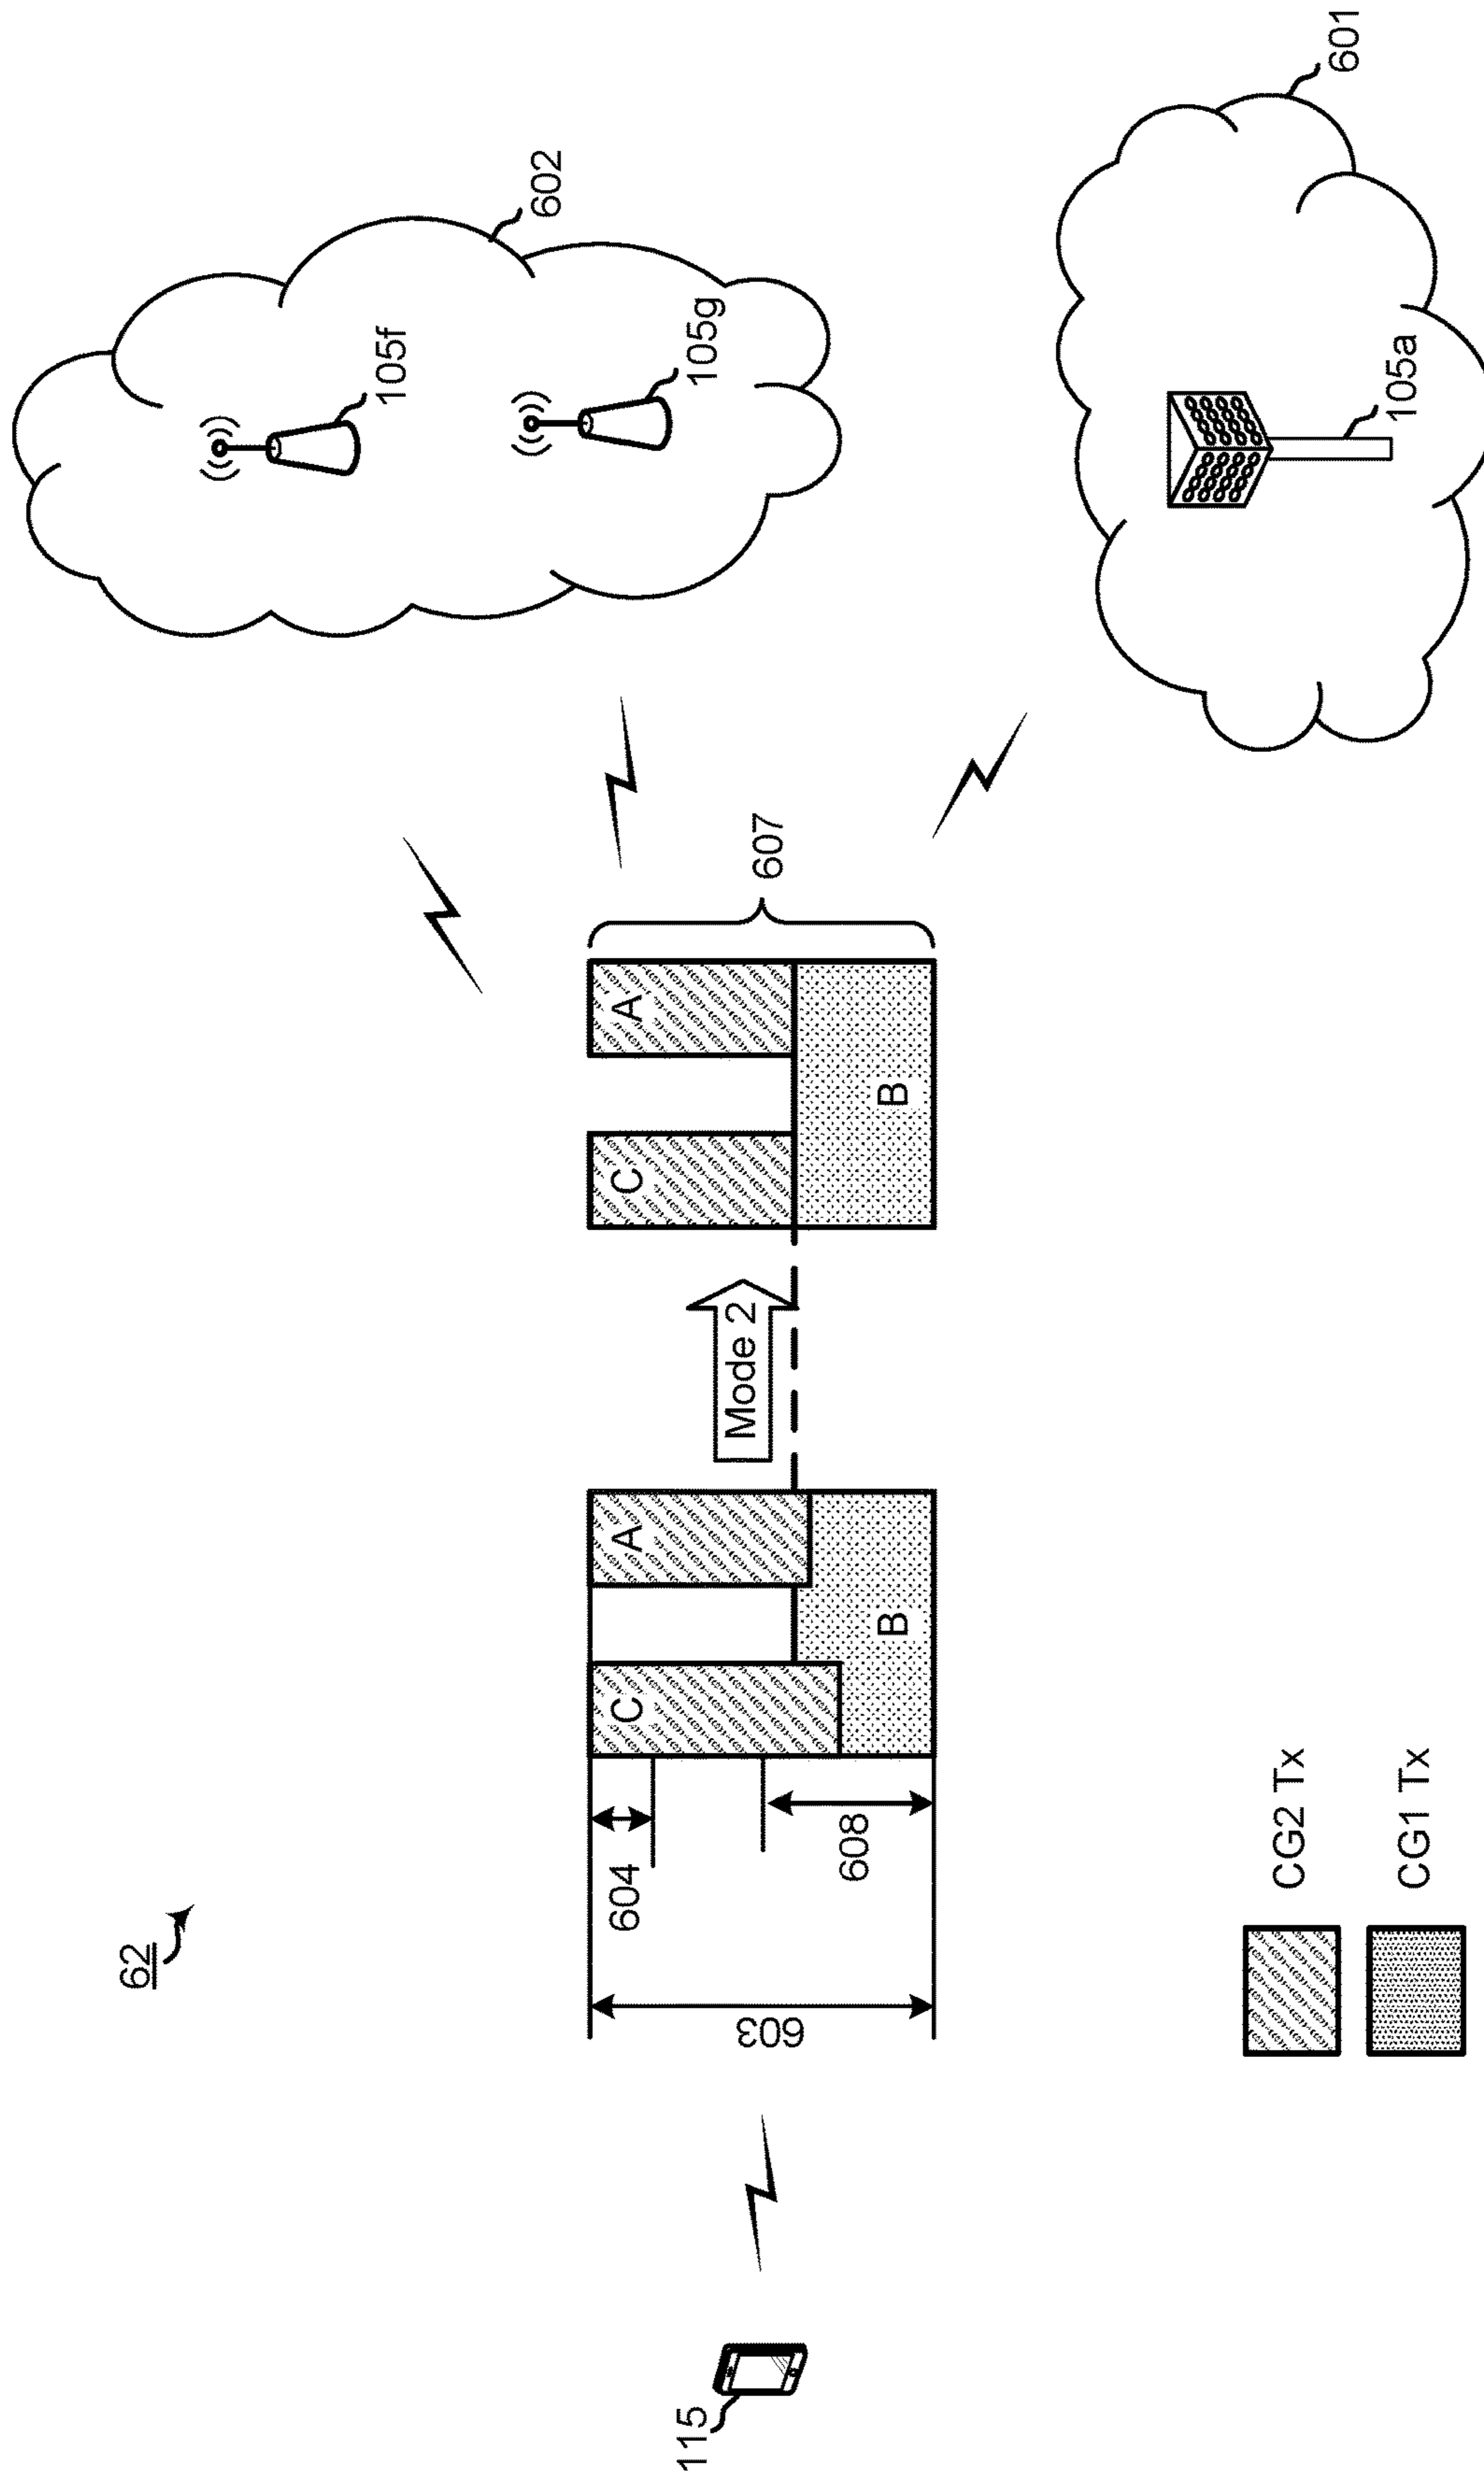 62
115
603
604
608
C
A
B
Mode 2
C
A
B
607
602
105f
105g
601
105a
CG2 Tx
CG1 Tx